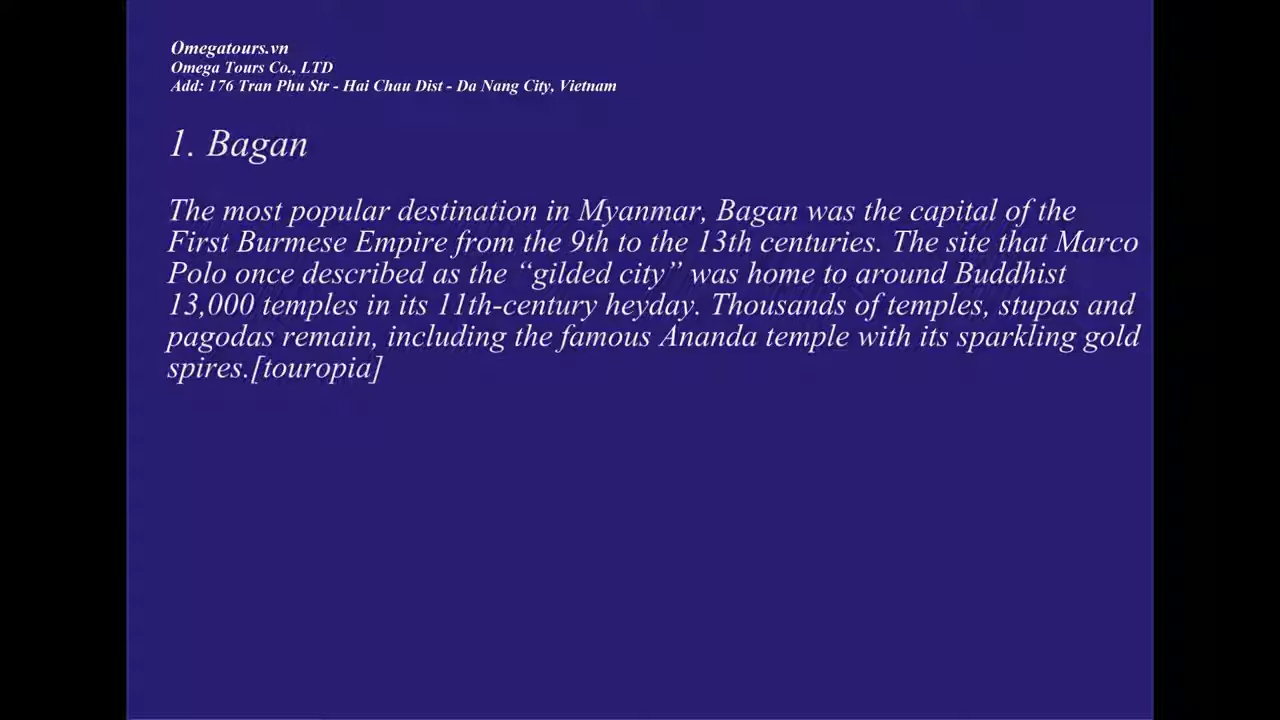 Omegatours.vn
Omega Tours Co., LTD
Add: 176 Tran Phu Str - Hai Chau Dist - Da Nang City, Vietnam
1. Bagan
The most popular destination in Myanmar, Bagan was the capital of the
First Burmese Empire from the 9th to the 13th centuries. The site that Marco
Polo once described as the “gilded city” was home to around Buddhist
13,000 temples in its 11th-century heyday. Thousands of temples, stupas and
pagodas remain, including the famous Ananda temple with its sparkling gold
spires.[touropia]